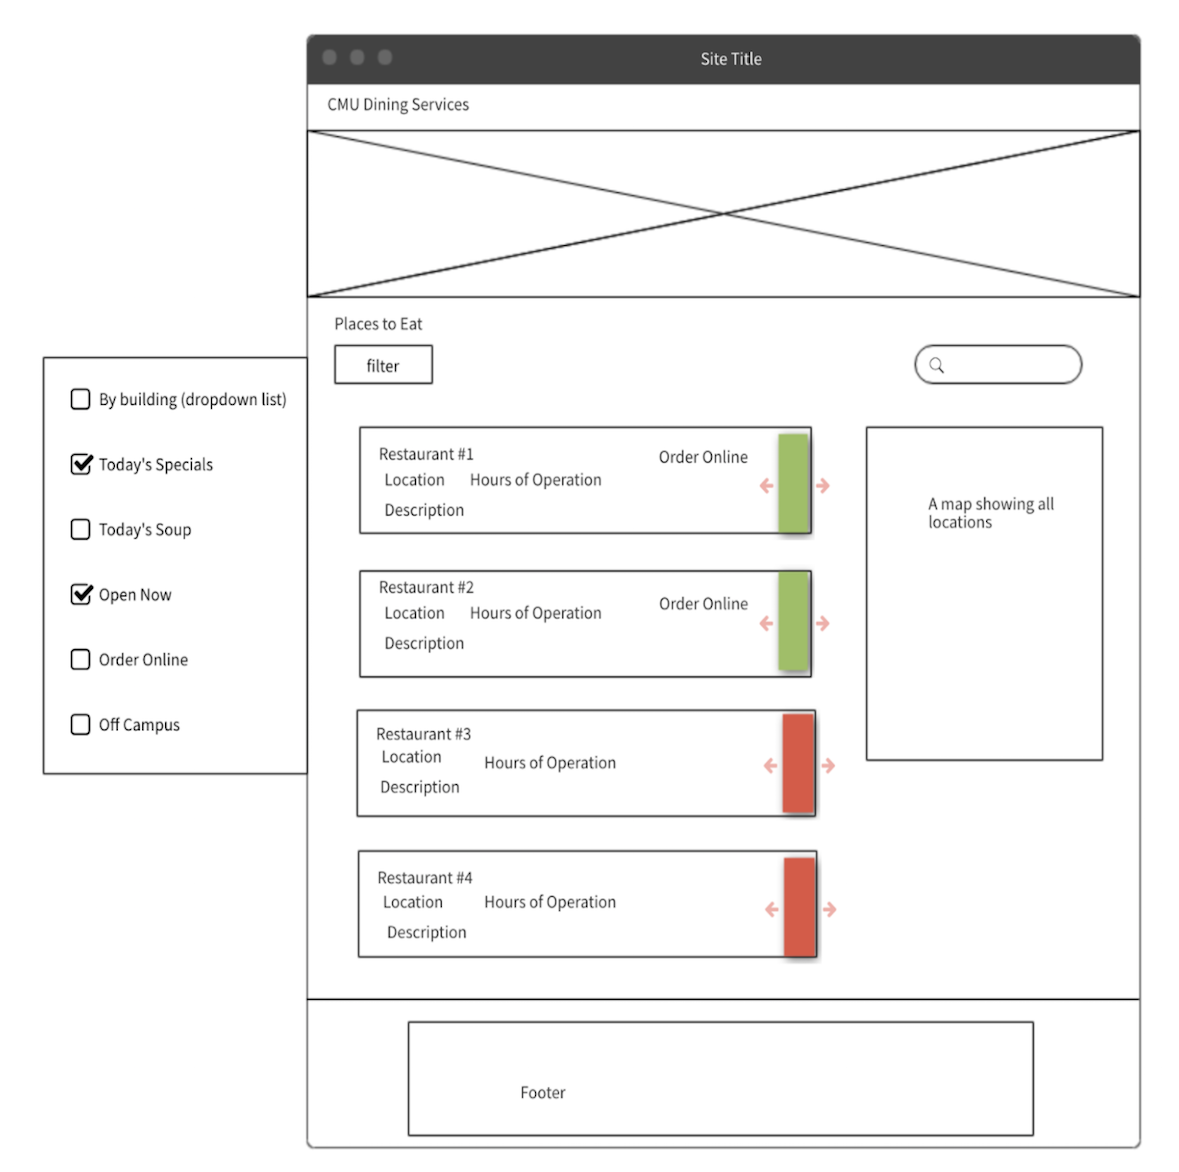 Site Title
CMU Dining Services
Places to Eat
filter
By building (dropdown list)
Today's Specials
Today's Soup
Open Now
Order Online
Off Campus
Restaurant #1
Order Online
Location Hours of Operation
Description
Restaurant #2
Order Online
Location Hours of Operation
Description
Restaurant #3
Location Hours of Operation
Description
Restaurant #4
Location Hours of Operation
Description
A map showing all
locations
Footer